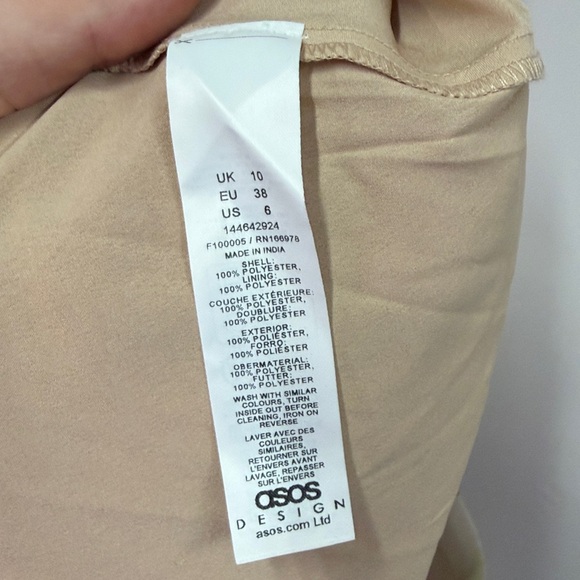 UK 10
EU 38
US 6
144642924
F100005 / RN166978
MADE IN INDIA
SHELL:
100% POLYESTER,
LINING:
100% POLYESTER
COUCHE EXTÉRIEURE:
100% POLYESTER,
DOUBLURE:
100% POLYESTER
EXTERIOR:
100% POLIÉSTER,
FORRO:
100% POLIÉSTER
OBERMATERIAL:
100% POLYESTER,
FUTTER:
100% POLYESTER
WASH WITH SIMILAR
COLOURS, TURN
INSIDE OUT BEFORE
CLEANING, IRON ON
REVERSE
LAVER AVEC DES
COULEURS
SIMILAIRES,
RETOURNER SUR
L'ENVERS AVANT
LAVAGE, REPASSER
SUR L'ENVERS
asos
DESIGN
asos.com Ltd